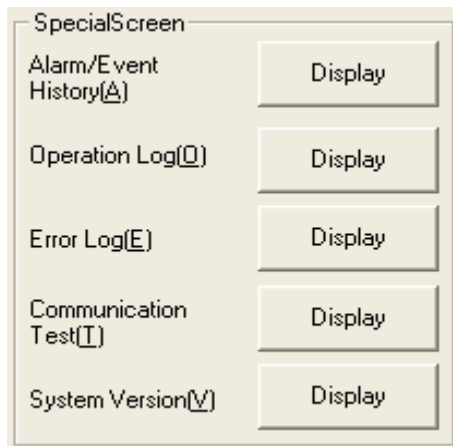 SpecialScreen
Alarm/Event
History(A)
Display
Operation Log(O)
Display
Error Log(E)
Display
Communication
Test(T)
Display
System Version(V)
Display